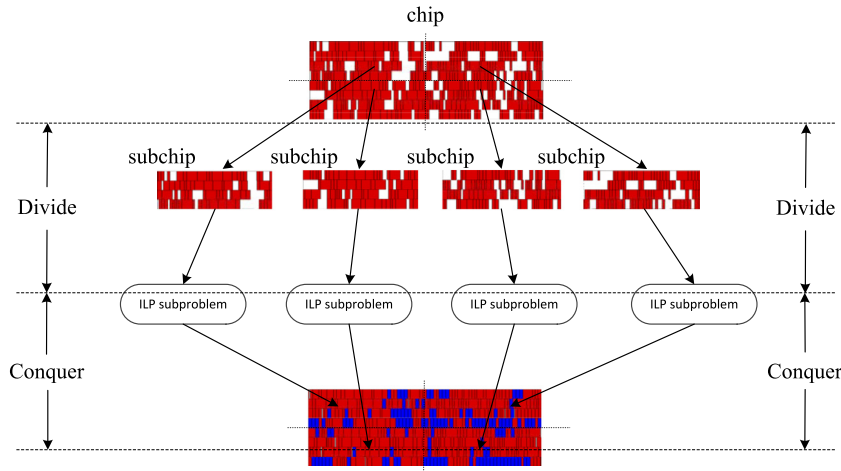 chip
subchip
subchip
subchip
subchip
Divide
Divide
ILP subproblem
ILP subproblem
ILP subproblem
ILP subproblem
Conquer
Conquer